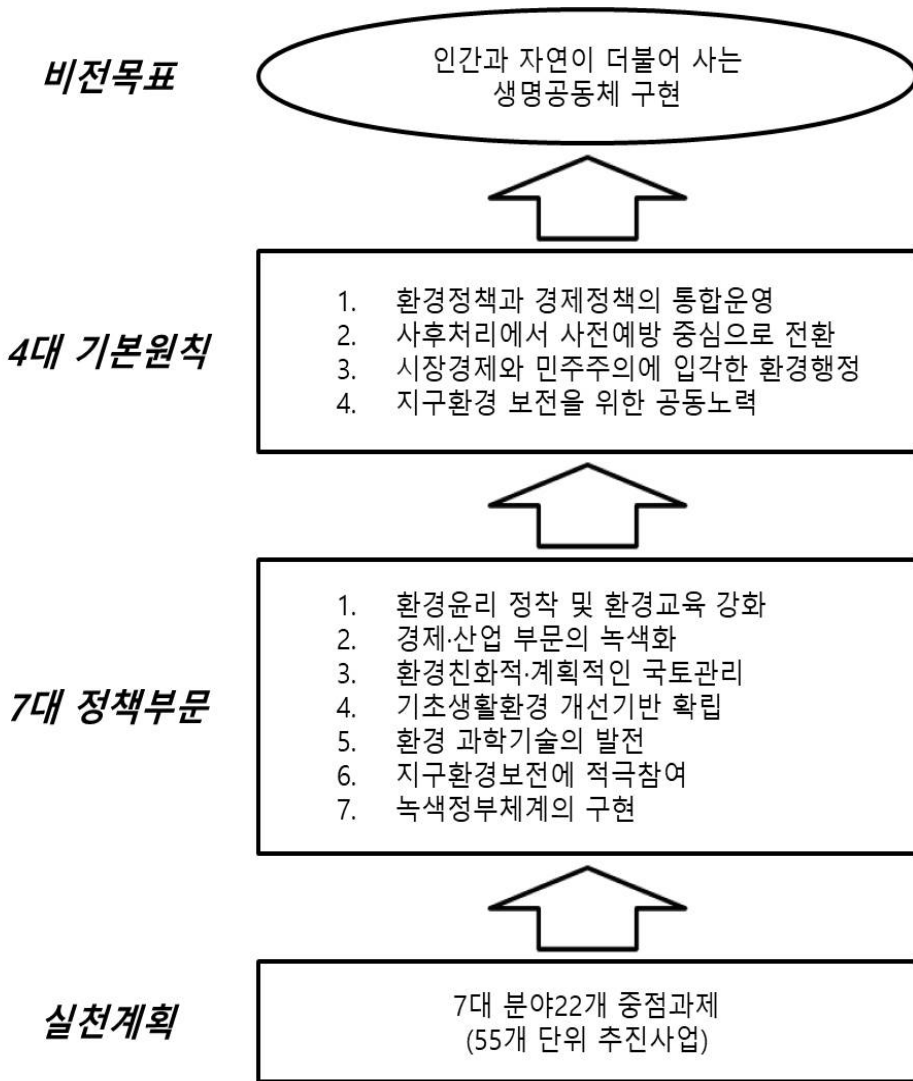 비전목표
인간과 자연이 더불어 사는
생명공동체 구현
4대 기본원칙
1. 환경정책과 경제정책의 통합운영
2. 사후처리에서 사전예방 중심으로 전환
3. 시장경제와 민주주의에 입각한 환경행정
4. 지구환경 보전을 위한 공동노력
7대 정책부문
1. 환경윤리 정착 및 환경교육 강화
2. 경제·산업 부문의 녹색화
3. 환경친화적·계획적인 국토관리
4. 기초생활환경 개선기반 확립
5. 환경 과학기술의 발전
6. 지구환경보전에 적극참여
7. 녹색정부체계의 구현
실천계획
7대 분야22개 중점과제
(55개 단위 추진사업)